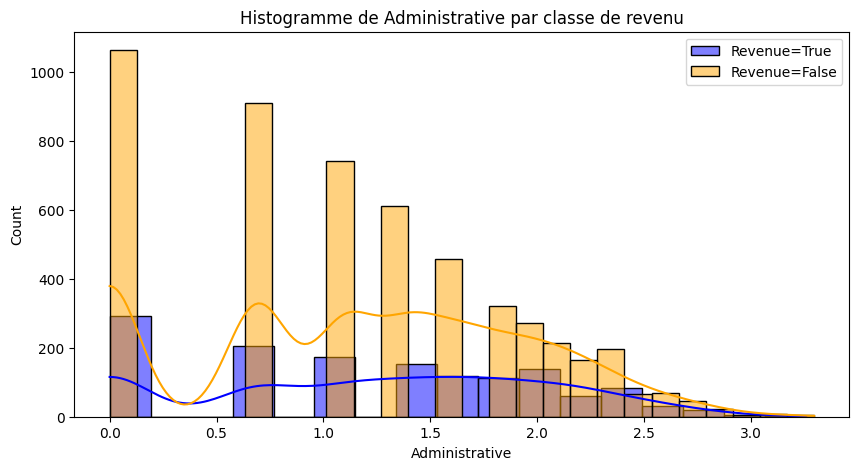 Histogramme de Administrative par classe de revenu
Revenue=True
Revenue=False
1000
800
600
400
200
0
Count
0.0 0.5 1.0 1.5 2.0 2.5 3.0
Administrative